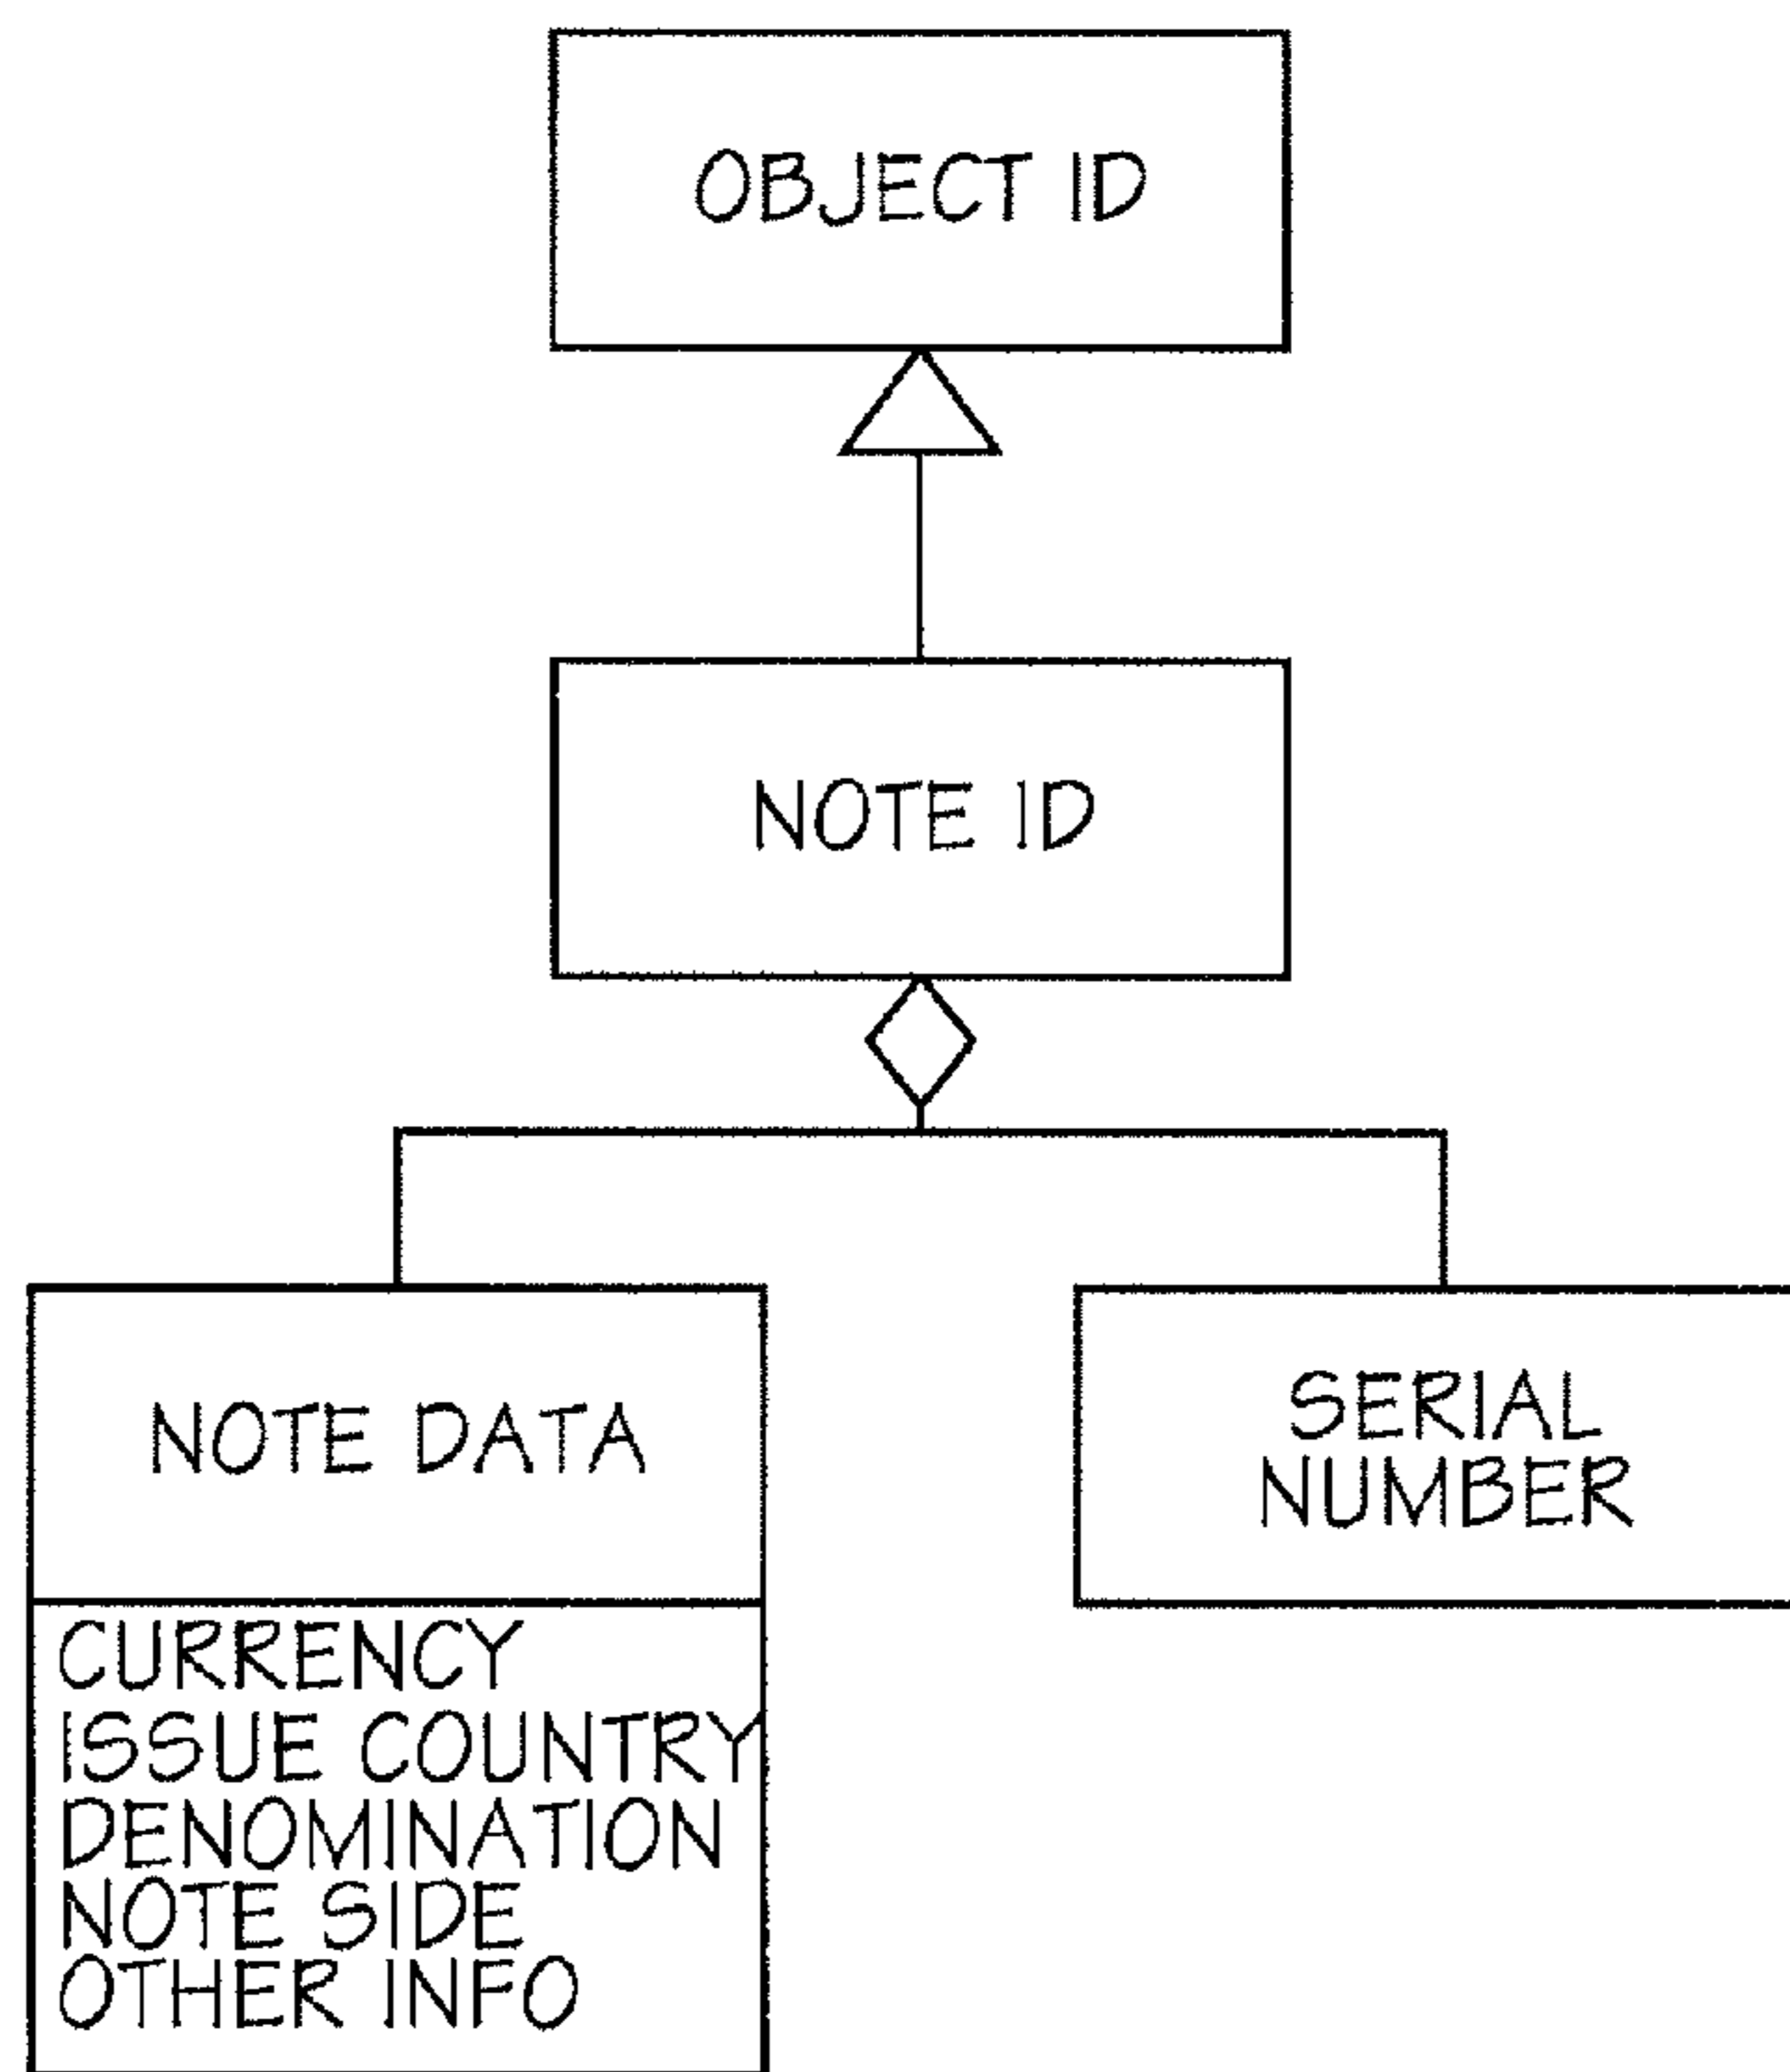 OBJECT ID
NOTE ID
NOTE DATA
CURRENCY
ISSUE COUNTRY
DENOMINATION
NOTE SIDE
OTHER INFO
SERIAL
NUMBER